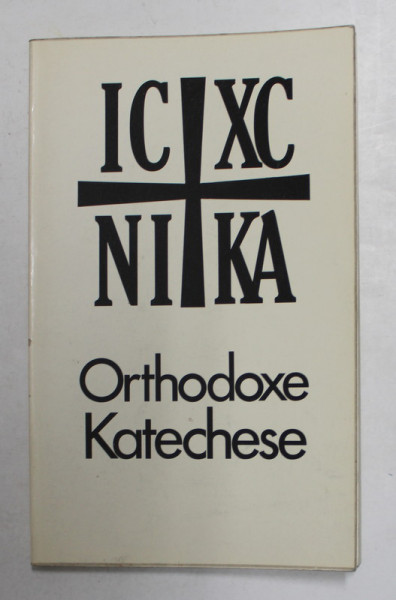 IC XC
NI KA
Orthodoxe
Katechese